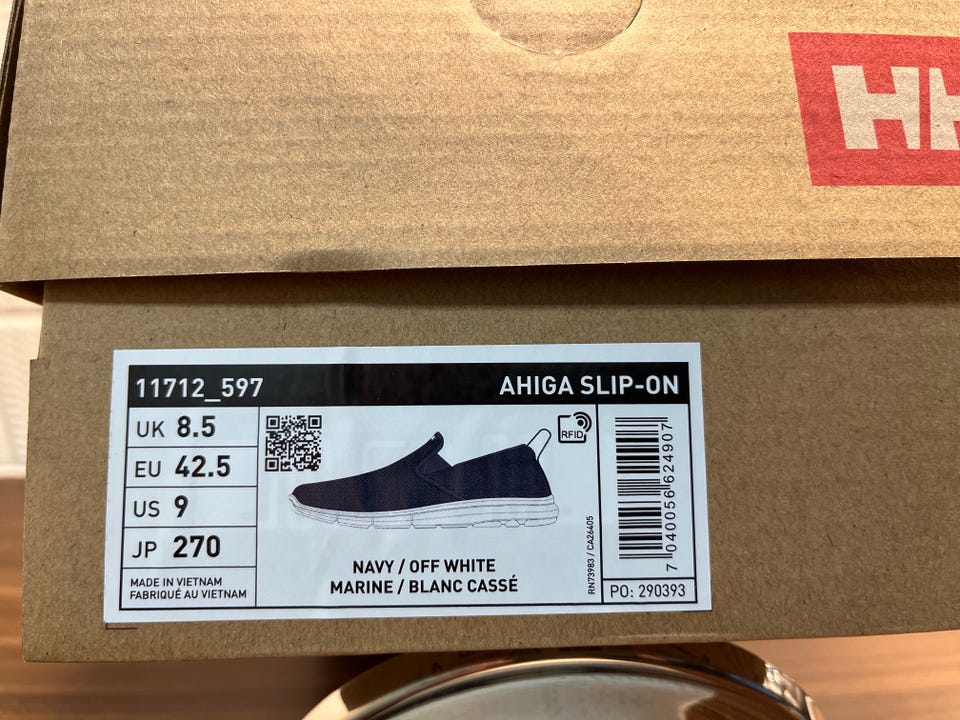 HH
11712_597
AHIGA SLIP-ON
UK 8.5
EU 42.5
US 9
JP 270
MADE IN VIETNAM
FABRIQUÉ AU VIETNAM
RFID
NAVY / OFF WHITE
MARINE / BLANC CASSÉ
RN73983 / CA26405
7 040056 624907
PO: 290393